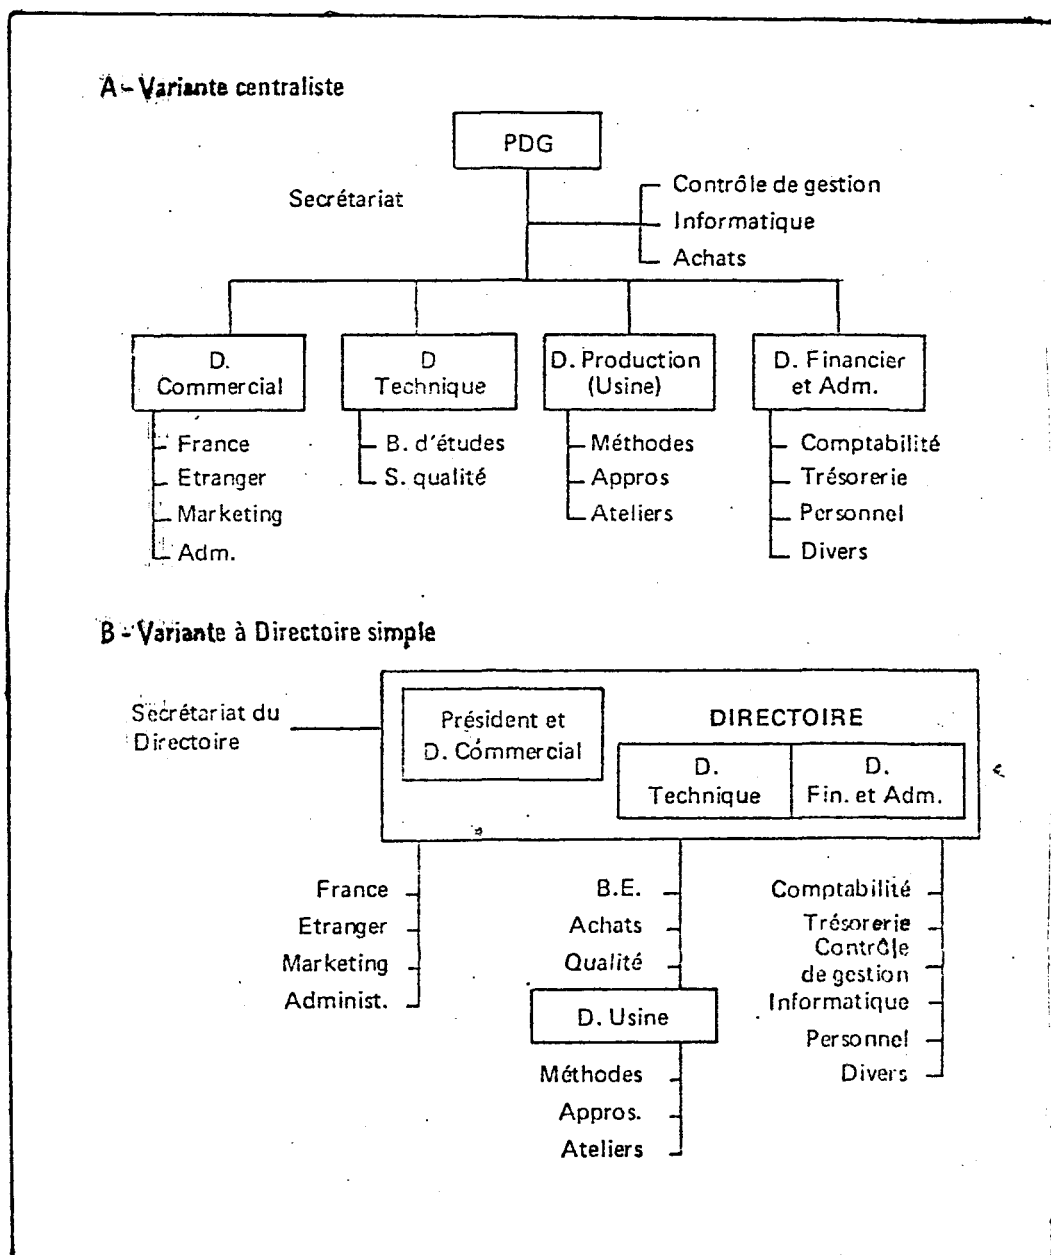 A - Variante centraliste
PDG
Secrétariat
Contrôle de gestion
Informatique
Achats
D.
Commercial
D
Technique
D. Production
(Usine)
D. Financier
et Adm.
France
Etranger
Marketing
Adm.
B. d'études
S. qualité
Méthodes
Appros
Ateliers
Comptabilité
Trésorerie
Personnel
Divers
B - Variante à Directoire simple
Secrétariat du
Directoire
Président et
D. Commercial
DIRECTOIRE
D.
Technique
D.
Fin. et Adm.
France
Etranger
Marketing
Administ.
B.E.
Achats
Qualité
D. Usine
Méthodes
Appros.
Ateliers
Comptabilité
Trésorerie
Contrôle
de gestion
Informatique
Personnel
Divers